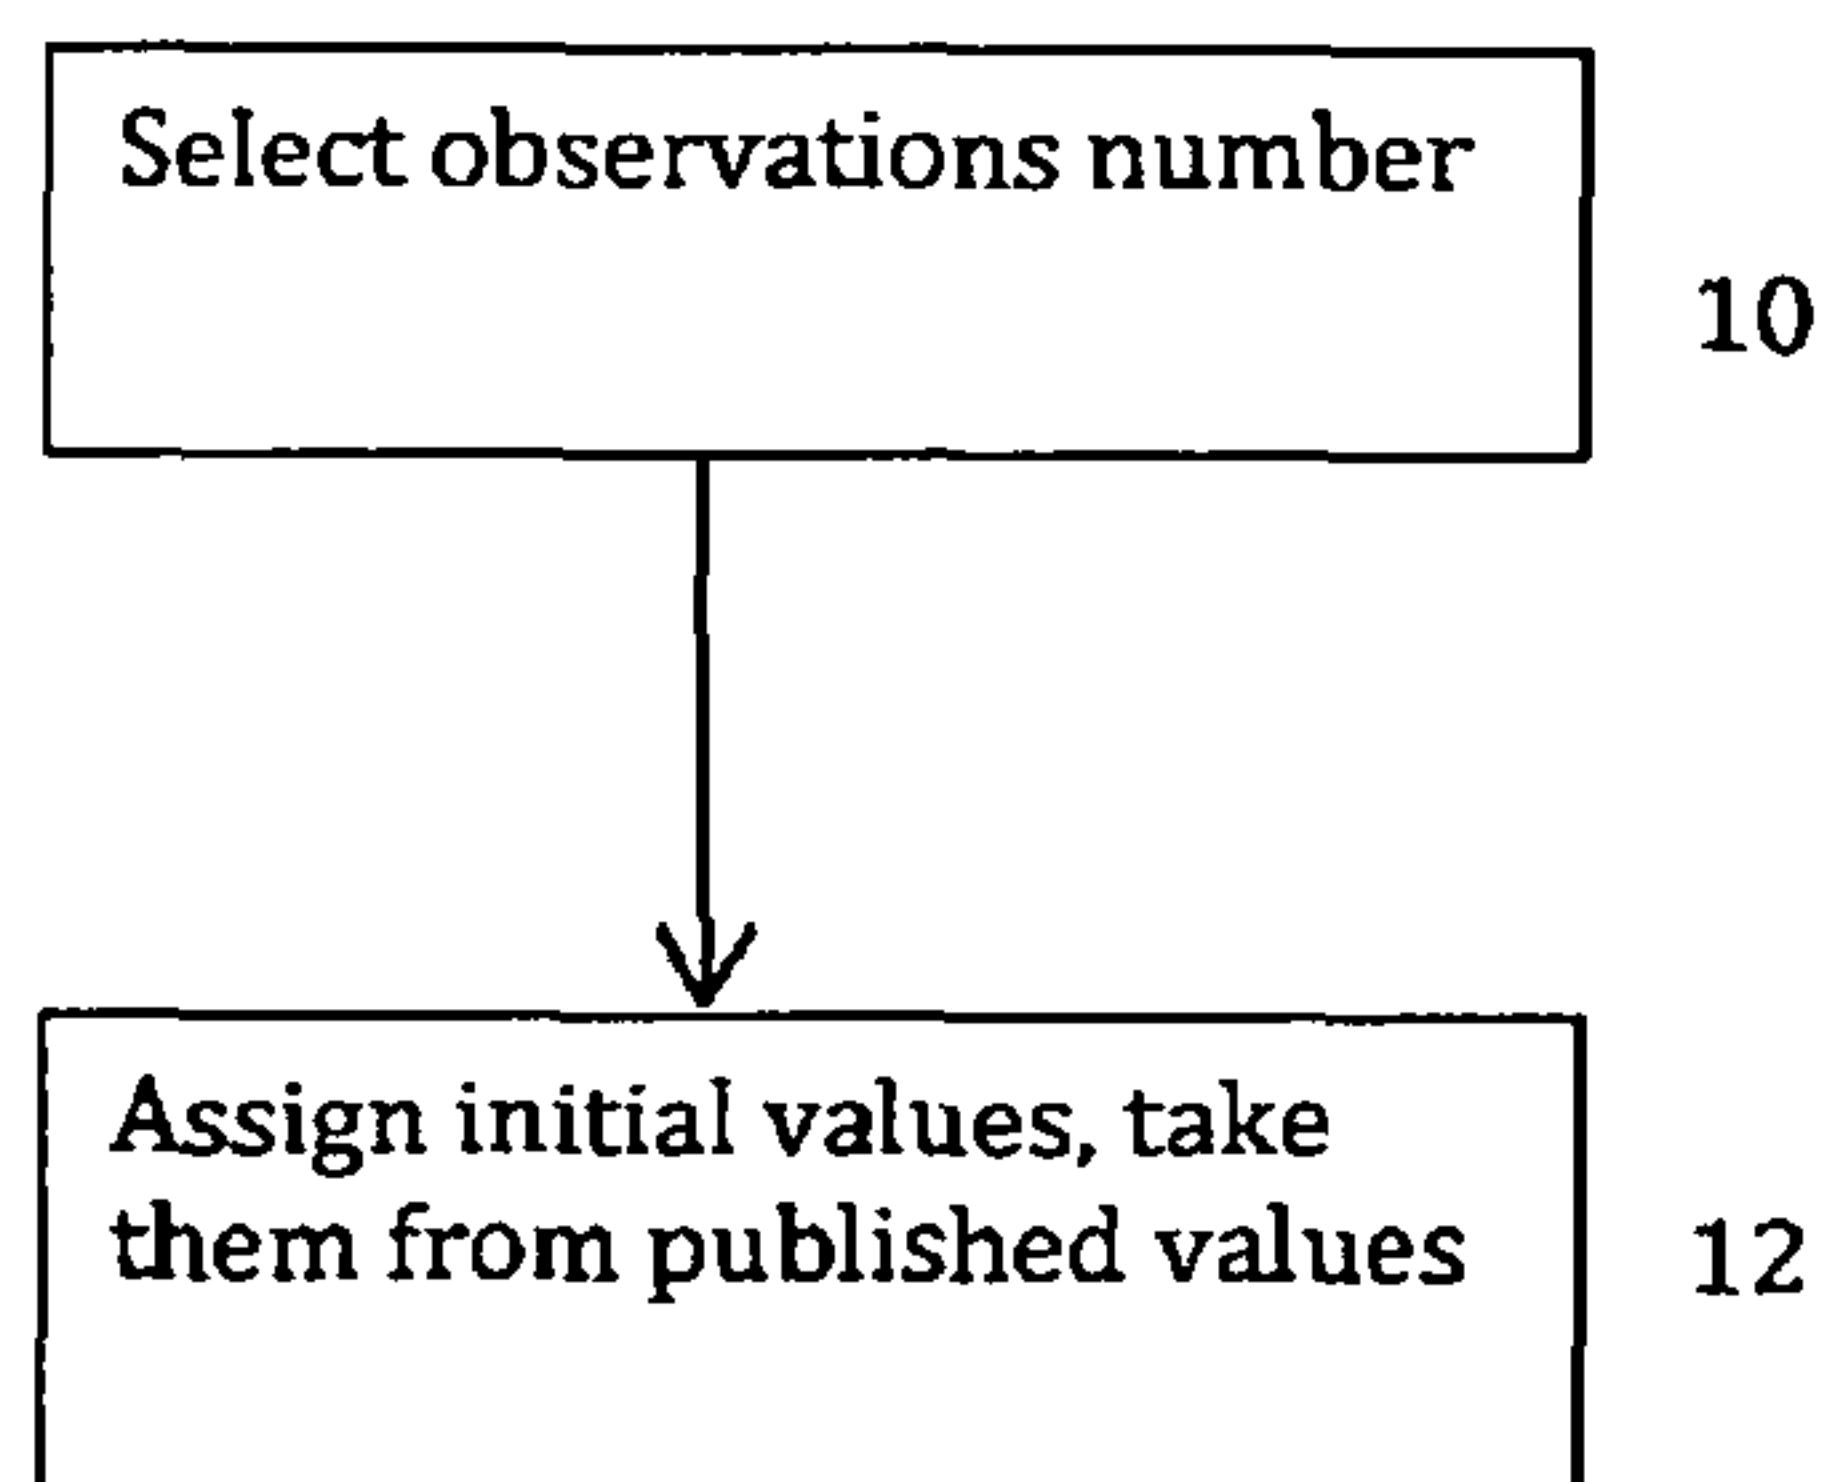 Select observations number
10
Assign initial values, take
them from published values
12